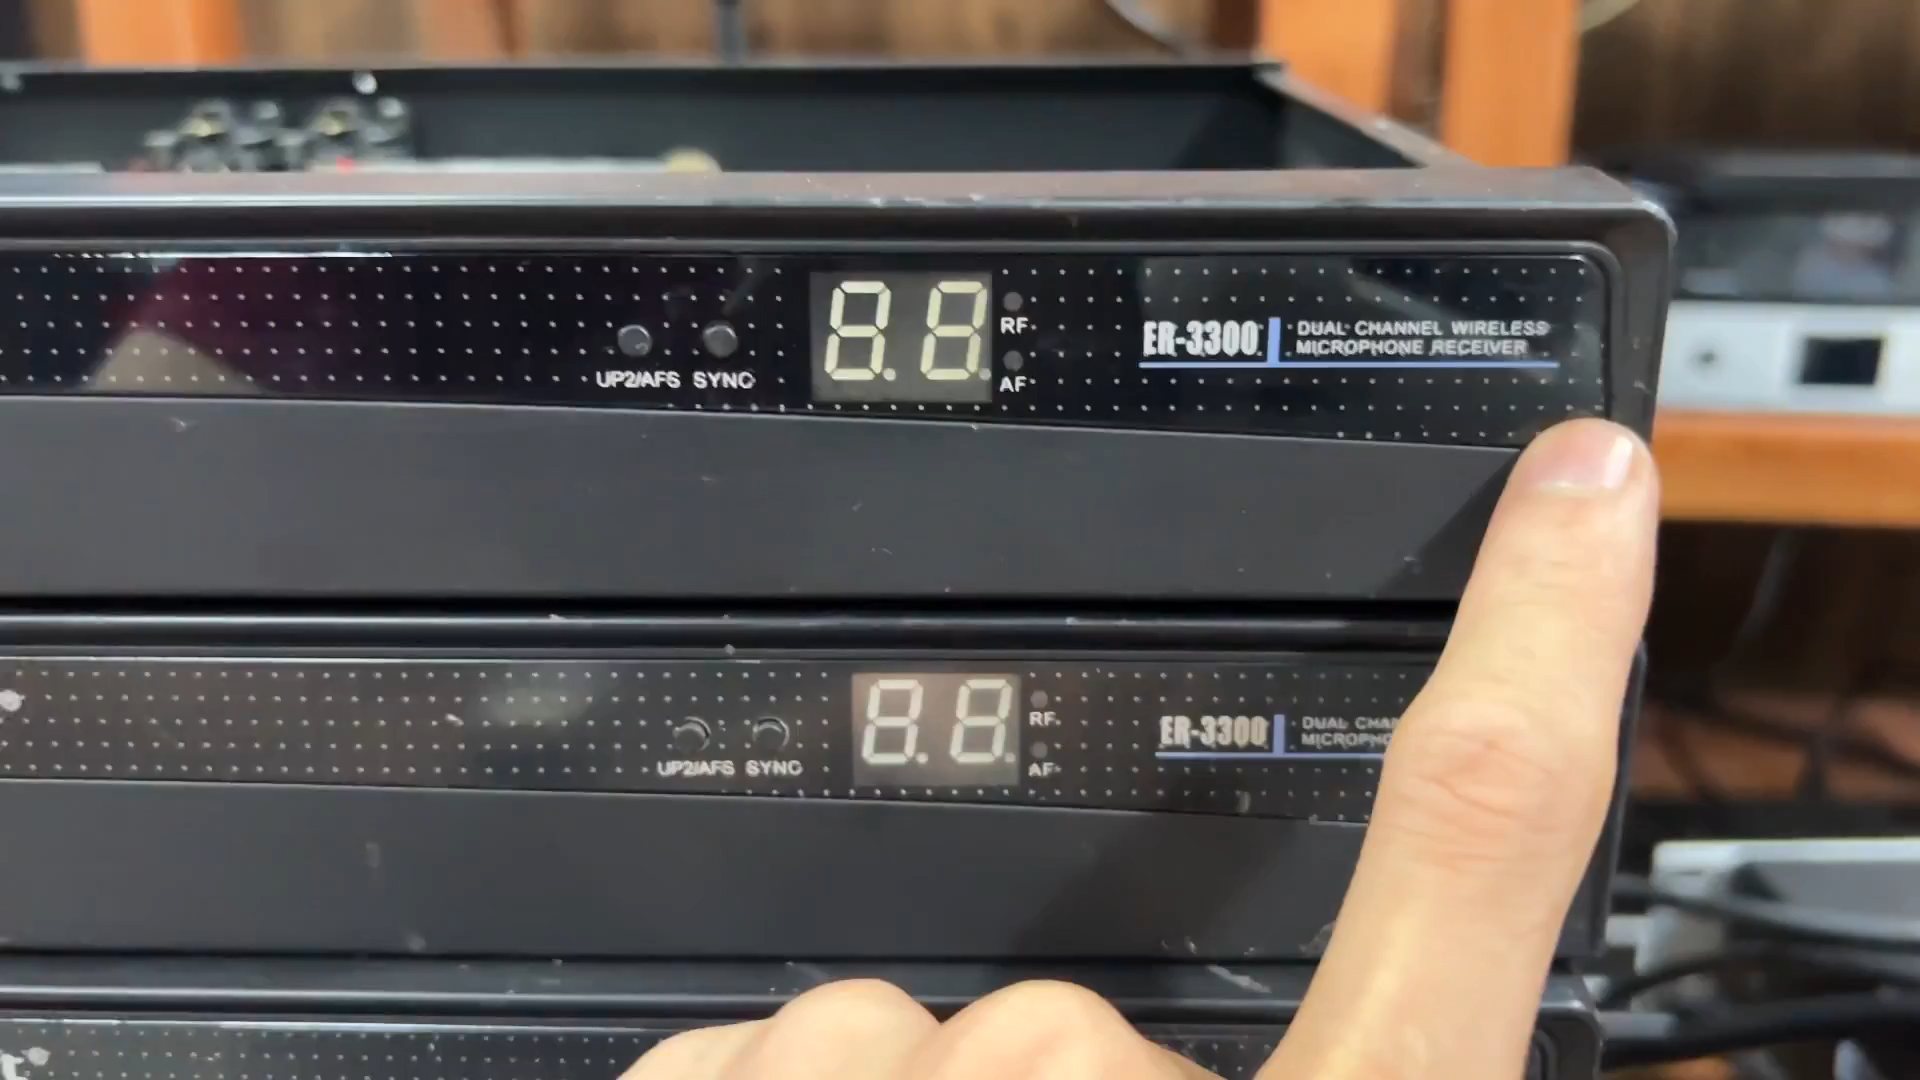 8.8.
RF
AF
UP2/AFS SYNC
ER-3300
DUAL CHANNEL WIRELESS
MICROPHONE RECEIVER
8.8.
RF
AF
UP2/AFS SYNC
ER-3300
DUAL CHAN
MICROPHO